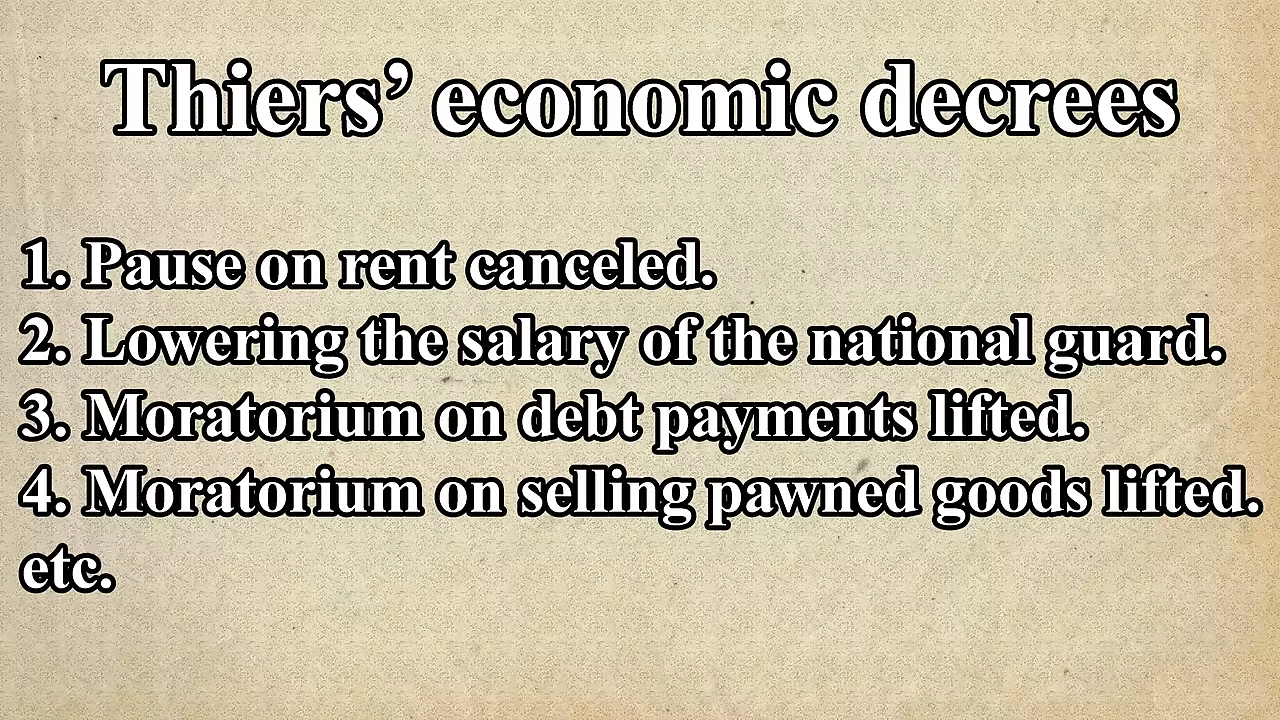 Thiers’ economic decrees
1. Pause on rent canceled.
2. Lowering the salary of the national guard.
3. Moratorium on debt payments lifted.
4. Moratorium on selling pawned goods lifted.
etc.